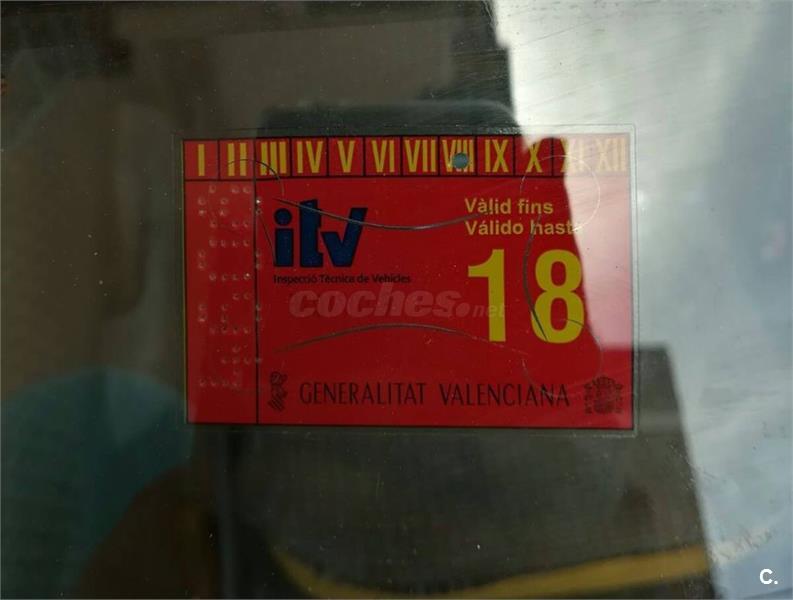 I II III IV V VI VII VIII IX X XI XII
itv
Inspecció Tècnica de Vehicles
Vàlid fins
Válido hasta
18
coches.net
GENERALITAT VALENCIANA
C.